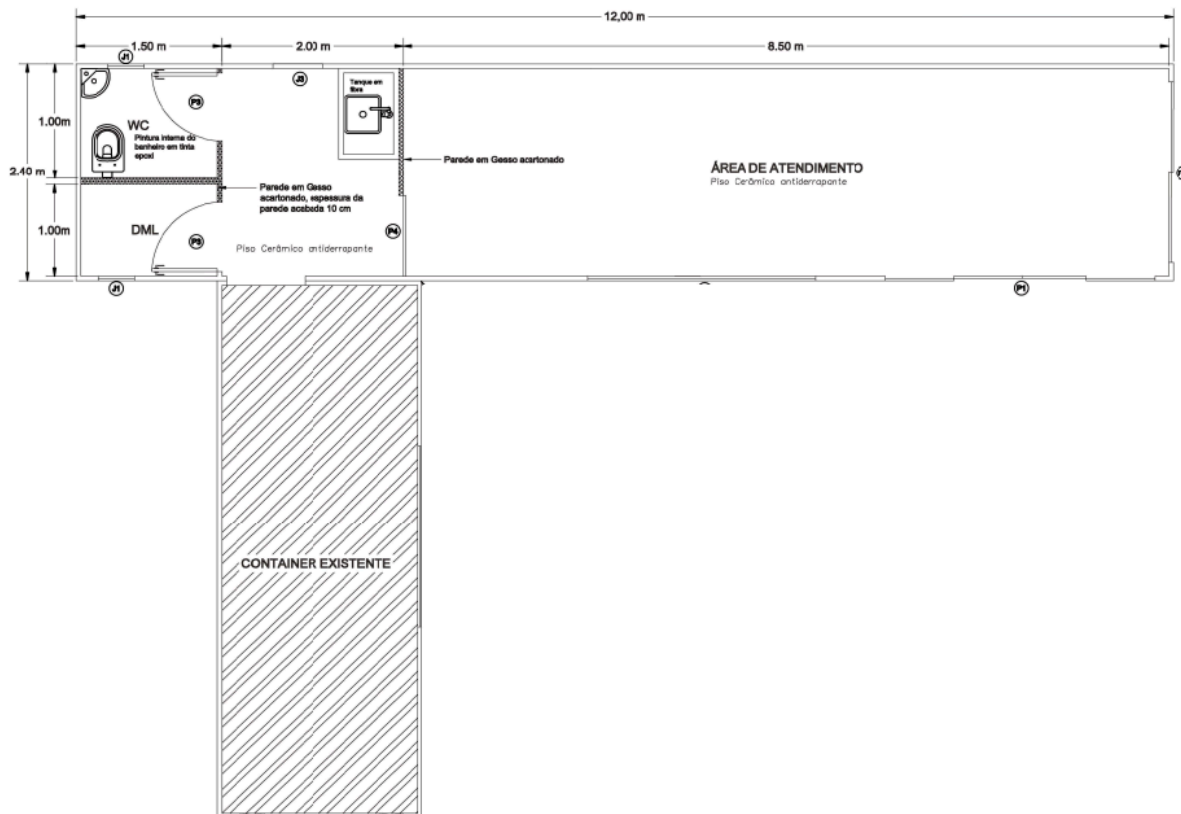 12,00 m
1.50 m
2.00 m
8.50 m
J1
J3
P3
Tanque em
fibra
1.00m
WC
Pintura interna do
banheiro em tinta
epoxi
2.40 m
Parede em Gesso acartonado
ÁREA DE ATENDIMENTO
Piso Cerâmico antiderrapante
Parede em Gesso
acartonado, espessura da
parede acabada 10 cm
1.00m
DML
P3
P4
Piso Cerâmico antiderrapante
J1
P1
CONTAINER EXISTENTE